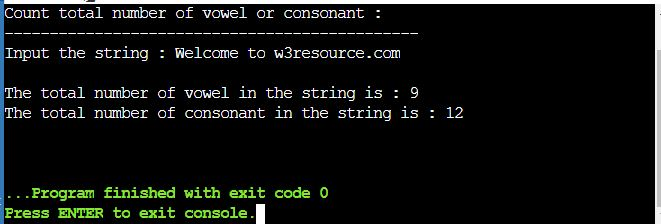 Count total number of vowel or consonant :
----------------------------------------------
Input the string : Welcome to w3resource.com
The total number of vowel in the string is : 9
The total number of consonant in the string is : 12
...Program finished with exit code 0
Press ENTER to exit console.